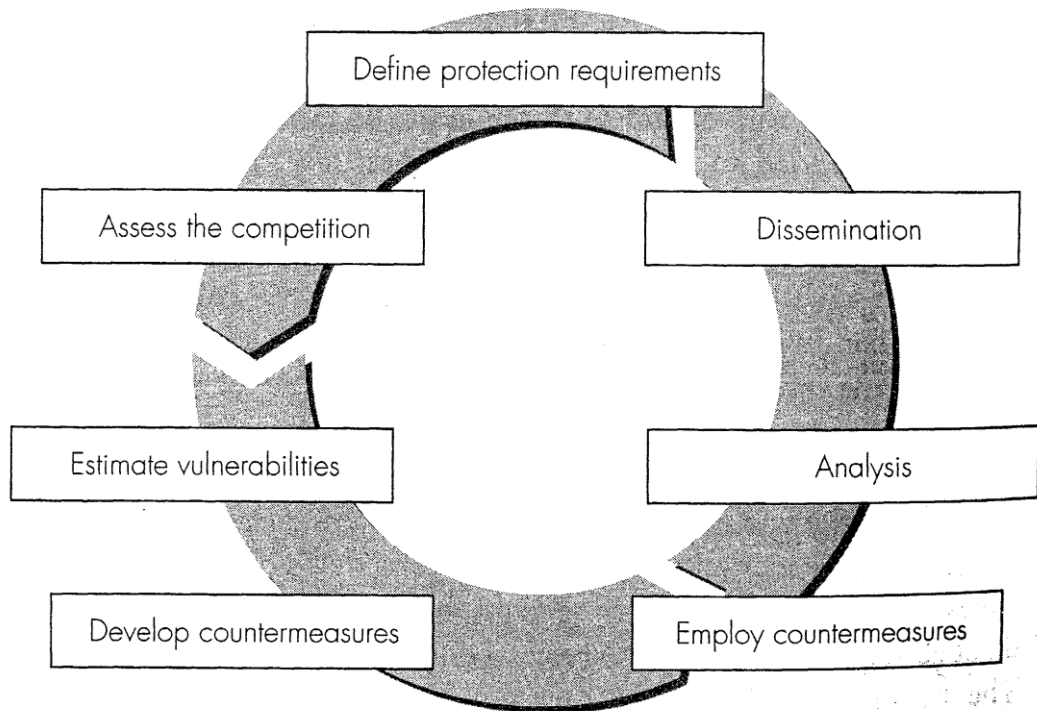 Define protection requirements
Assess the competition
Dissemination
Estimate vulnerabilities
Analysis
Develop countermeasures
Employ countermeasures